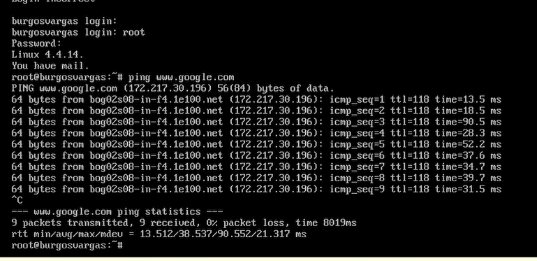 Login incorrect
burgosvargas login:
burgosvargas login: root
Password:
Linux 4.4.14.
You have mail.
root@burgosvargas:~# ping www.google.com
PING www.google.com (172.217.30.196) 56(84) bytes of data.
64 bytes from bog02s08-in-f4.1e100.net (172.217.30.196): icmp_seq=1 ttl=118 time=13.5 ms
64 bytes from bog02s08-in-f4.1e100.net (172.217.30.196): icmp_seq=2 ttl=118 time=18.5 ms
64 bytes from bog02s08-in-f4.1e100.net (172.217.30.196): icmp_seq=3 ttl=118 time=90.5 ms
64 bytes from bog02s08-in-f4.1e100.net (172.217.30.196): icmp_seq=4 ttl=118 time=28.3 ms
64 bytes from bog02s08-in-f4.1e100.net (172.217.30.196): icmp_seq=5 ttl=118 time=52.2 ms
64 bytes from bog02s08-in-f4.1e100.net (172.217.30.196): icmp_seq=6 ttl=118 time=37.6 ms
64 bytes from bog02s08-in-f4.1e100.net (172.217.30.196): icmp_seq=7 ttl=118 time=34.7 ms
64 bytes from bog02s08-in-f4.1e100.net (172.217.30.196): icmp_seq=8 ttl=118 time=39.7 ms
64 bytes from bog02s08-in-f4.1e100.net (172.217.30.196): icmp_seq=9 ttl=118 time=31.5 ms
^C
--- www.google.com ping statistics ---
9 packets transmitted, 9 received, 0% packet loss, time 8019ms
rtt min/avg/max/mdev = 13.512/38.537/90.552/21.317 ms
root@burgosvargas:~#